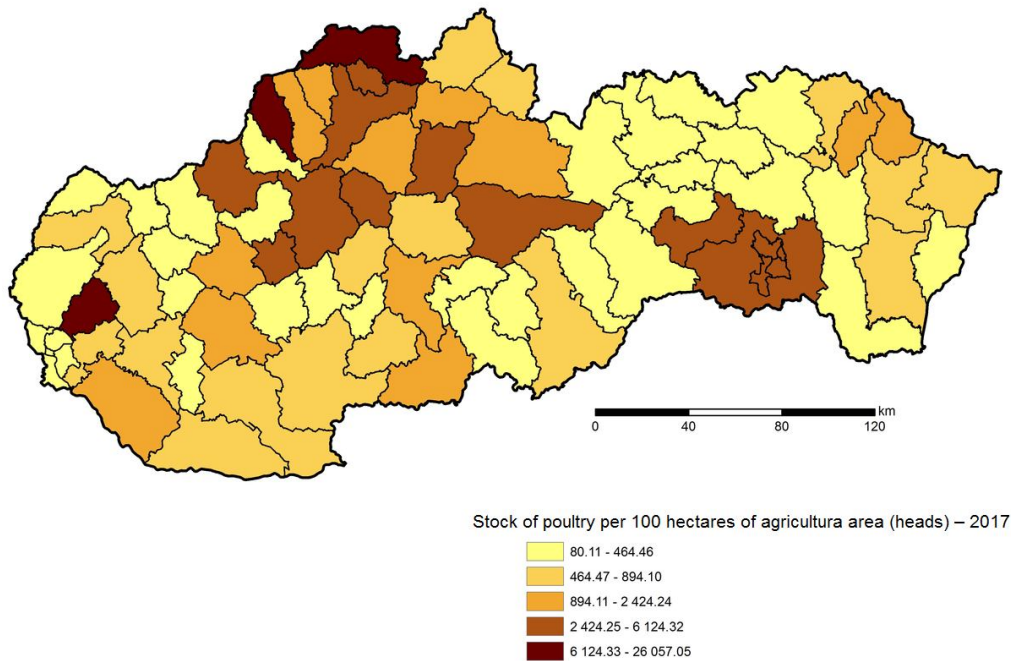 km
0 40 80 120
Stock of poultry per 100 hectares of agricultura area (heads) – 2017
80.11 - 464.46
464.47 - 894.10
894.11 - 2 424.24
2 424.25 - 6 124.32
6 124.33 - 26 057.05